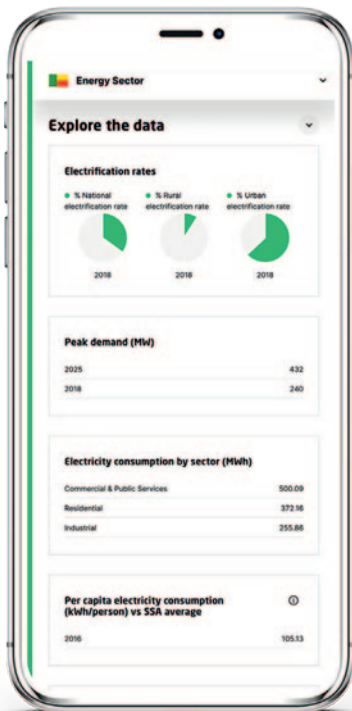 Energy Sector
Explore the data
Electrification rates
% National electrification rate
% Rural electrification rate
% Urban electrification rate
2018
2018
2018
Peak demand (MW)
2025 432
2018 240
Electricity consumption by sector (MWh)
Commercial & Public Services 500.09
Residential 372.16
Industrial 255.86
Per capita electricity consumption
(kWh/person) vs SSA average
2016 105.13